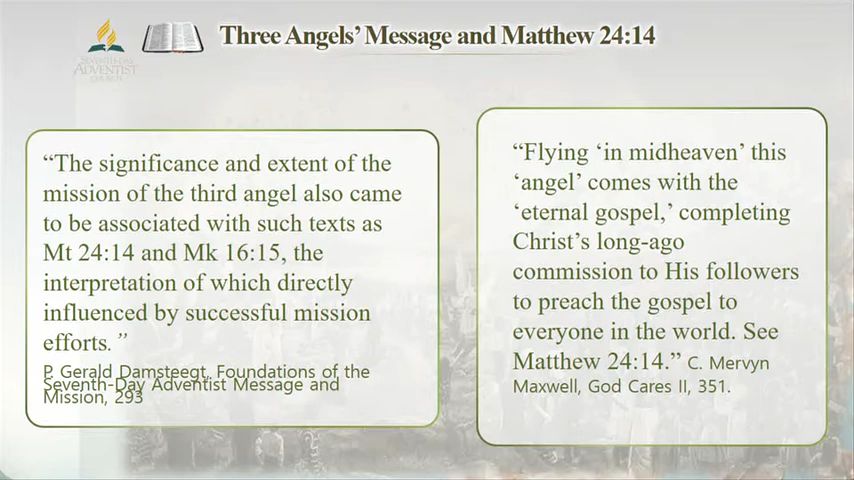 Three Angels’ Message and Matthew 24:14
SEVENTH-DAY
ADVENTIST
CHURCH
“The significance and extent of the
mission of the third angel also came
to be associated with such texts as
Mt 24:14 and Mk 16:15, the
interpretation of which directly
influenced by successful mission
efforts.”
P. Gerald Damsteegt, Foundations of the
Seventh-Day Adventist Message and
Mission, 293
“Flying ‘in midheaven’ this
‘angel’ comes with the
‘eternal gospel,’ completing
Christ’s long-ago
commission to His followers
to preach the gospel to
everyone in the world. See
Matthew 24:14.” C. Mervyn
Maxwell, God Cares II, 351.